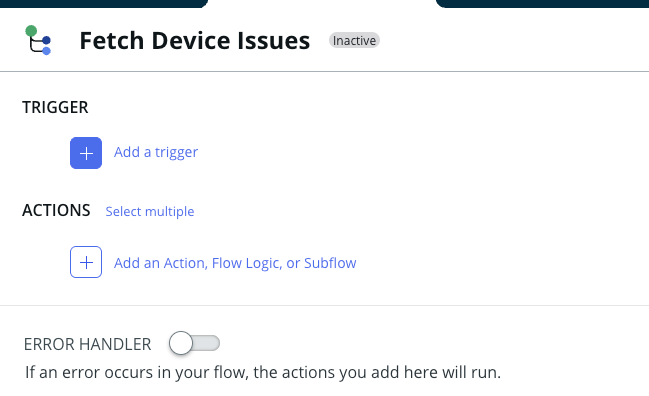 Fetch Device Issues Inactive
TRIGGER
Add a trigger
ACTIONS Select multiple
Add an Action, Flow Logic, or Subflow
ERROR HANDLER
If an error occurs in your flow, the actions you add here will run.